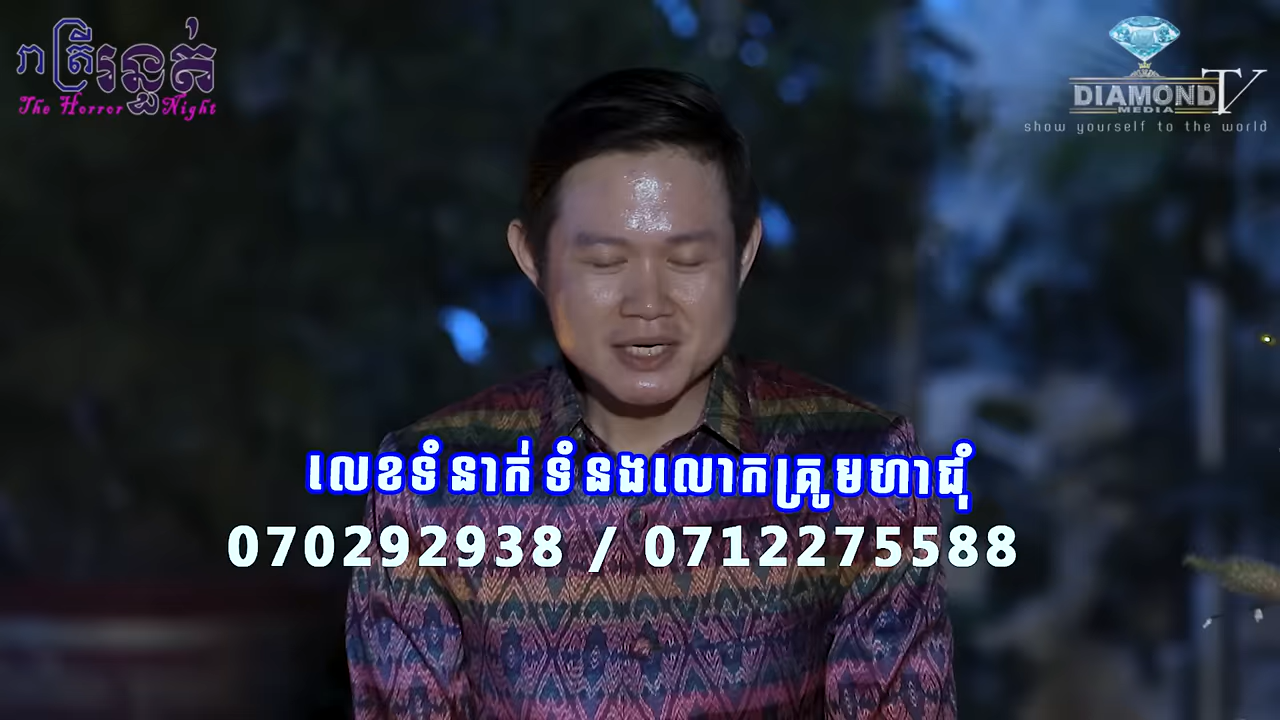 រាត្រីរន្ធត់
The Horror Night
DIAMOND TV
MEDIA
show yourself to the world
លេខទំនាក់ទំនងលោកគ្រូមហាជុំ
070292938 / 0712275588